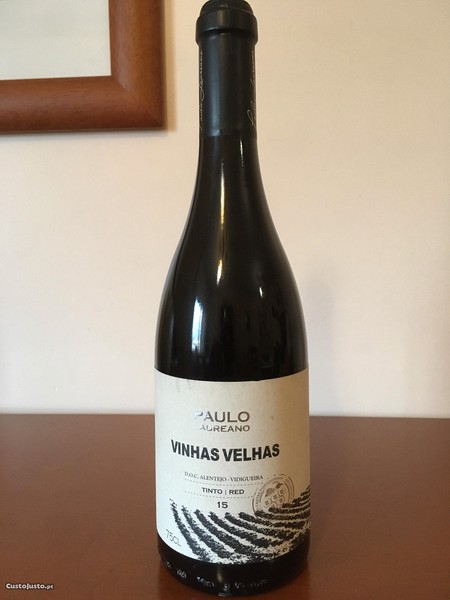 PAULO
LAUREANO
VINHAS VELHAS
D.O.C. ALENTEJO - VIDIGUEIRA
TINTO | RED
15
75CL
CustoJusto.pt